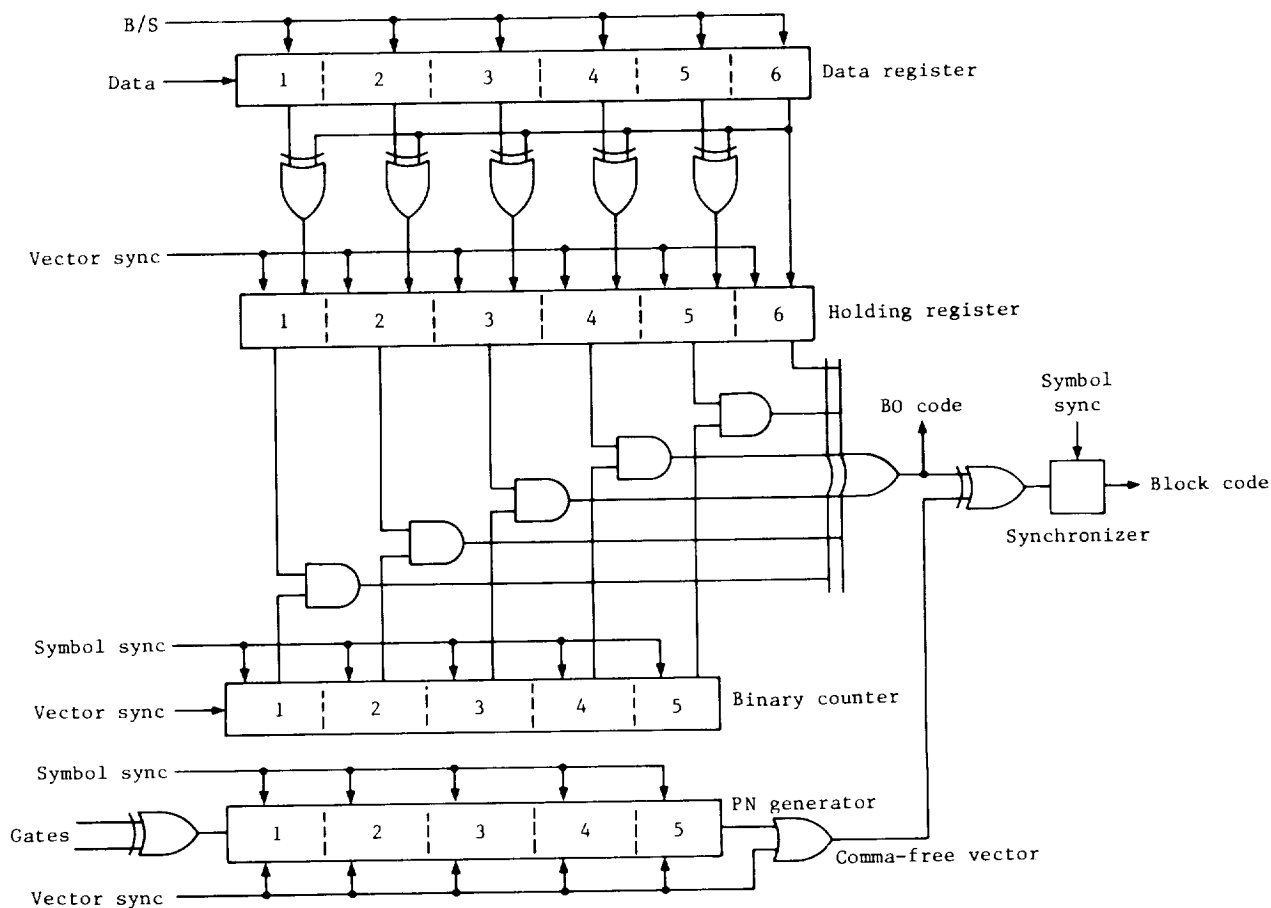 B/S
Data
1 2 3 4 5 6
Data register
Vector sync
1 2 3 4 5 6
Holding register
BO code
Symbol
sync
Block code
Synchronizer
Symbol sync
Vector sync
1 2 3 4 5
Binary counter
Symbol sync
PN generator
Gates
1 2 3 4 5
Comma-free vector
Vector sync